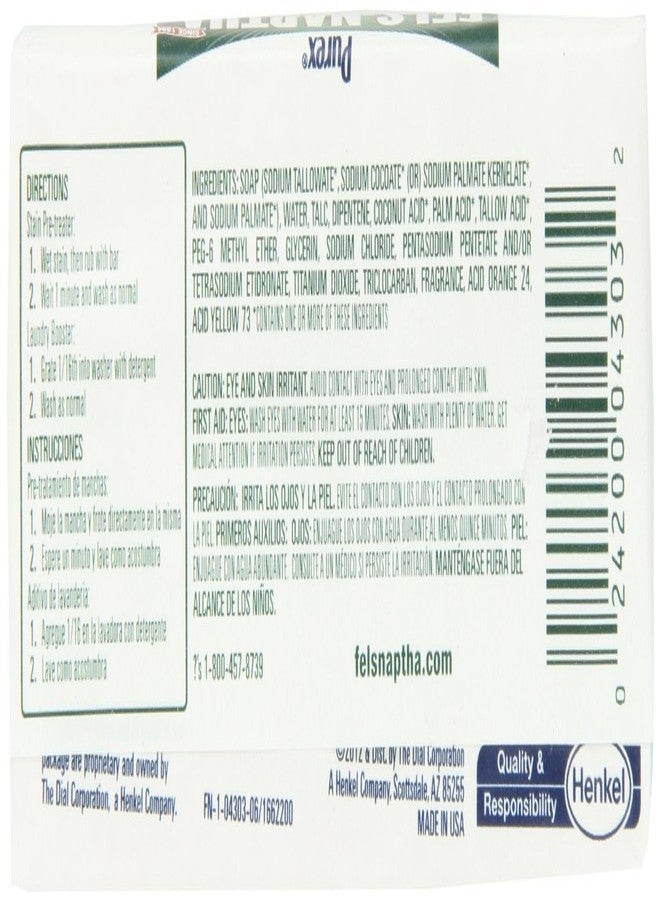 FELS NAPTHA
SINCE 1894
Purex®
DIRECTIONS
Stain Pre-treater:
1. Wet stain, then rub with bar
2. Wait 1 minute and wash as normal
Laundry Booster:
1. Grate 1/16th into washer with detergent
2. Wash as normal
INSTRUCCIONES
Pre-tratamiento de manchas:
1. Moje la mancha y frote directamente en la misma
2. Espere un minuto y lave como acostumbra
Aditivo de lavandería:
1. Agregue 1/16 en la lavadora con detergente
2. Lave como acostumbra
INGREDIENTS: SOAP (SODIUM TALLOWATE*, SODIUM COCOATE* (OR) SODIUM PALMATE KERNELATE*,
AND SODIUM PALMATE*), WATER, TALC, DIPENTENE, COCONUT ACID*, PALM ACID*, TALLOW ACID*,
PEG-6 METHYL ETHER, GLYCERIN, SODIUM CHLORIDE, PENTASODIUM PENTETATE AND/OR
TETRASODIUM ETIDRONATE, TITANIUM DIOXIDE, TRICLOCARBAN, FRAGRANCE, ACID ORANGE 24,
ACID YELLOW 73 *CONTAINS ONE OR MORE OF THESE INGREDIENTS
CAUTION: EYE AND SKIN IRRITANT. AVOID CONTACT WITH EYES AND PROLONGED CONTACT WITH SKIN.
FIRST AID: EYES: WASH EYES WITH WATER FOR AT LEAST 15 MINUTES. SKIN: WASH WITH PLENTY OF WATER. GET
MEDICAL ATTENTION IF IRRITATION PERSISTS. KEEP OUT OF REACH OF CHILDREN.
PRECAUCIÓN: IRRITA LOS OJOS Y LA PIEL. EVITE EL CONTACTO CON LOS OJOS Y EL CONTACTO PROLONGADO CON
LA PIEL. PRIMEROS AUXILIOS: OJOS: ENJUAGUE LOS OJOS CON AGUA DURANTE AL MENOS QUINCE MINUTOS. PIEL:
ENJUAGUE CON AGUA ABUNDANTE. CONSULTE A UN MÉDICO SI PERSISTE LA IRRITACIÓN. MANTÉNGASE FUERA DEL
ALCANCE DE LOS NIÑOS.
?'s 1-800-457-8739
felsnaptha.com
0 24200 04303 2
package are proprietary and owned by
The Dial Corporation, a Henkel Company.
FN-1-04303-06/1662200
©2012 & Dist. by The Dial Corporation
A Henkel Company, Scottsdale, AZ 85255
MADE IN USA
Quality &
Responsibility
Henkel